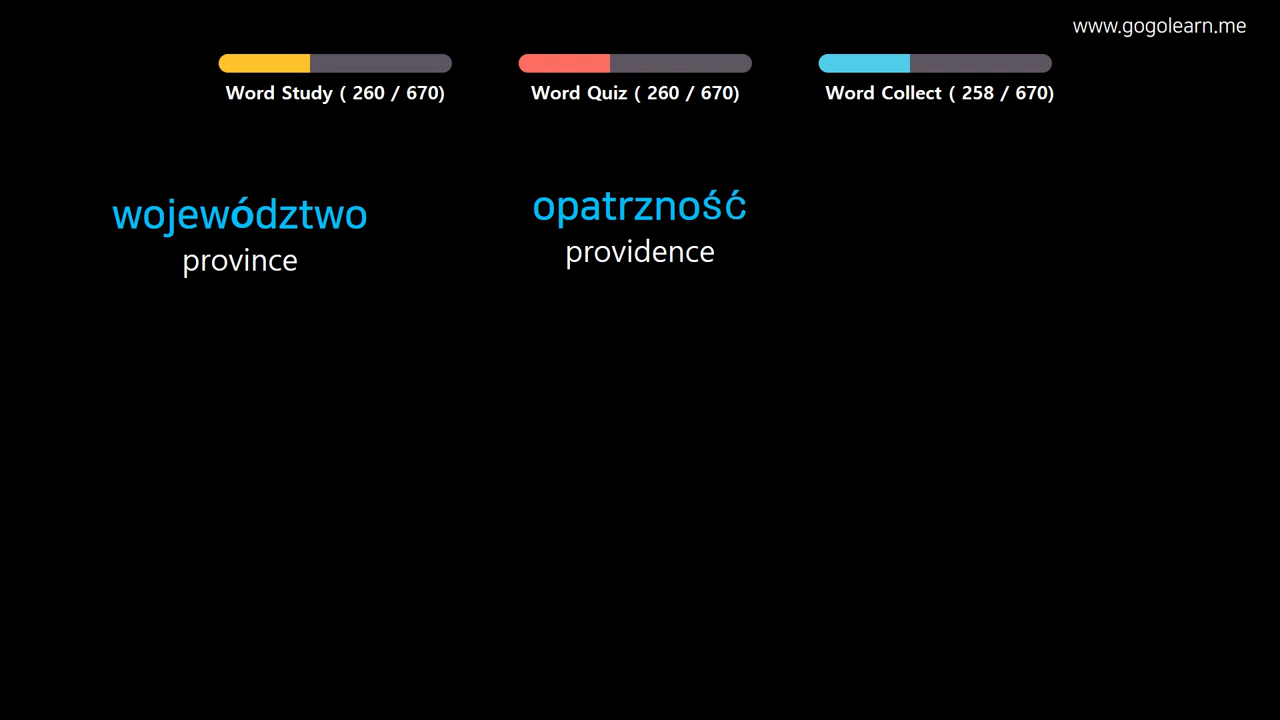 www.gogolearn.me
Word Study ( 260 / 670)
Word Quiz ( 260 / 670)
Word Collect ( 258 / 670)
województwo
province
opatrzność
providence